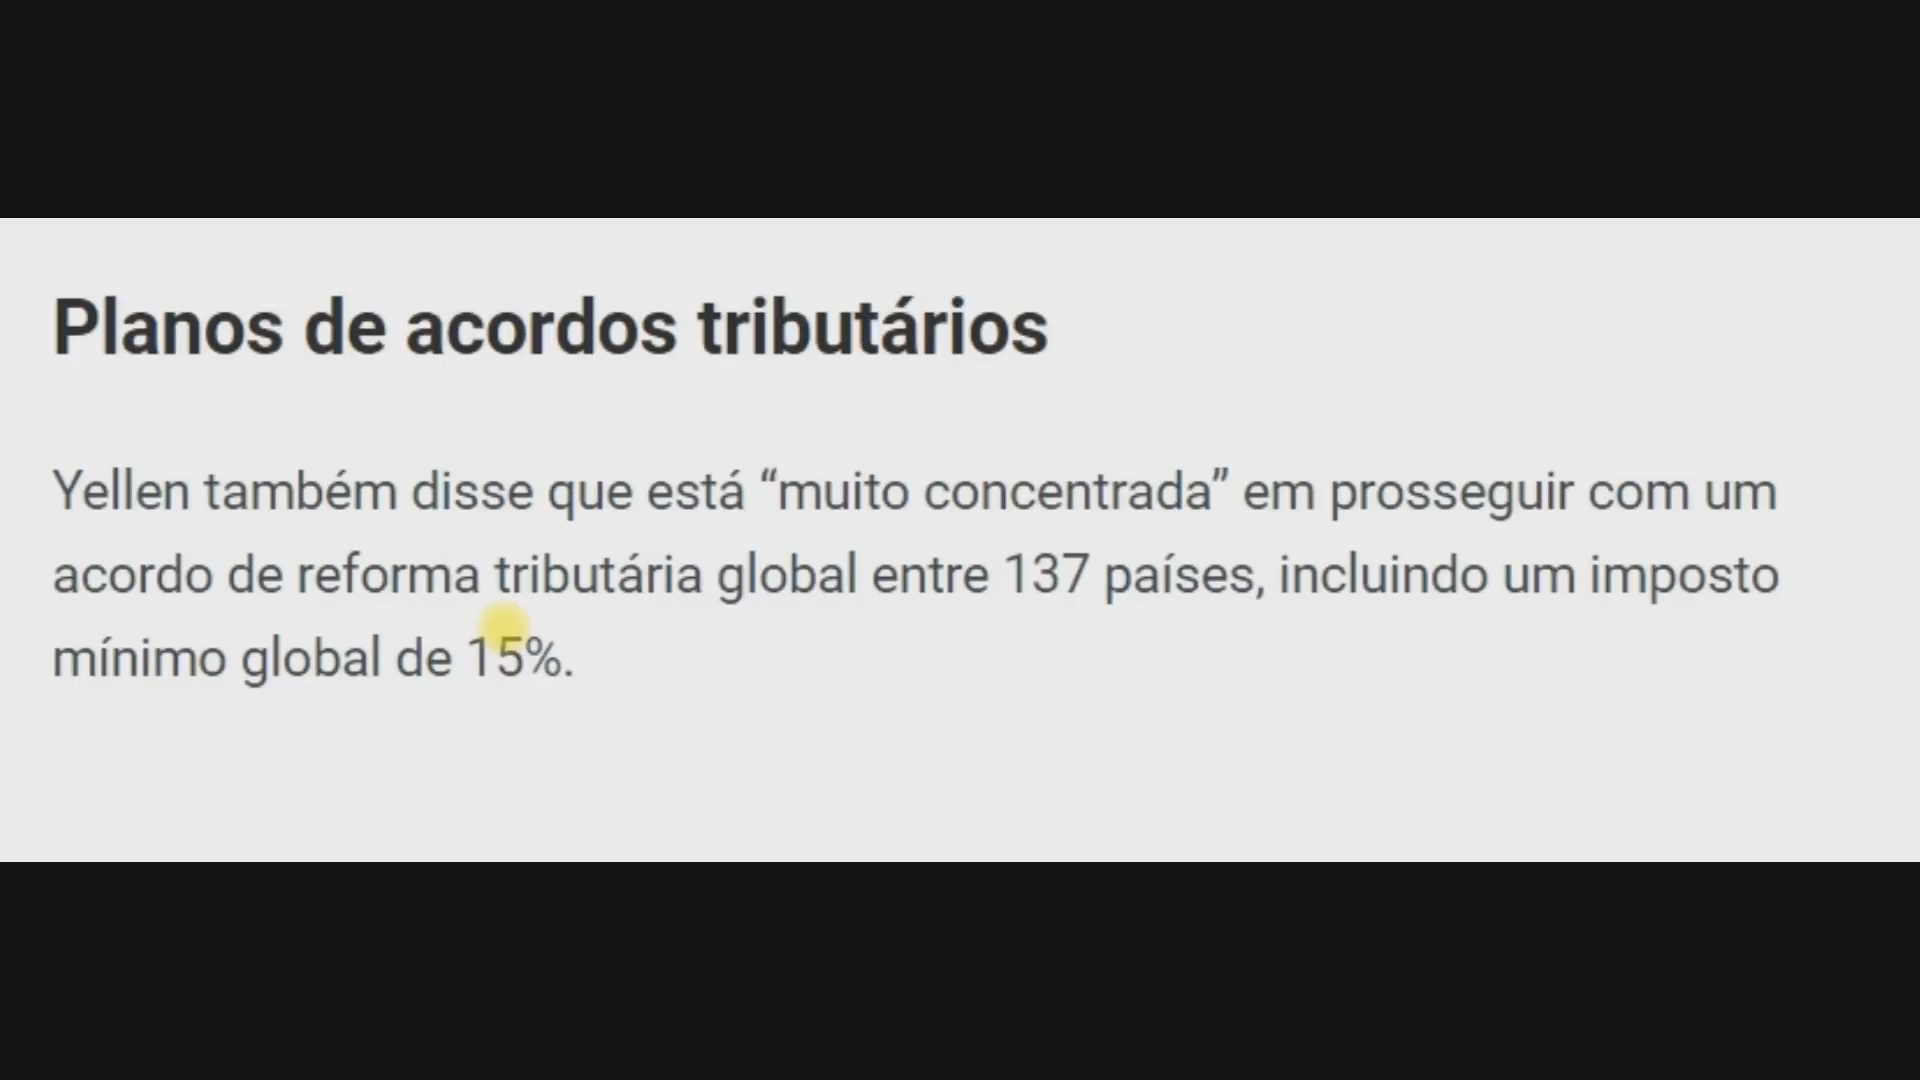 Planos de acordos tributários
Yellen também disse que está “muito concentrada” em prosseguir com um
acordo de reforma tributária global entre 137 países, incluindo um imposto
mínimo global de 15%.